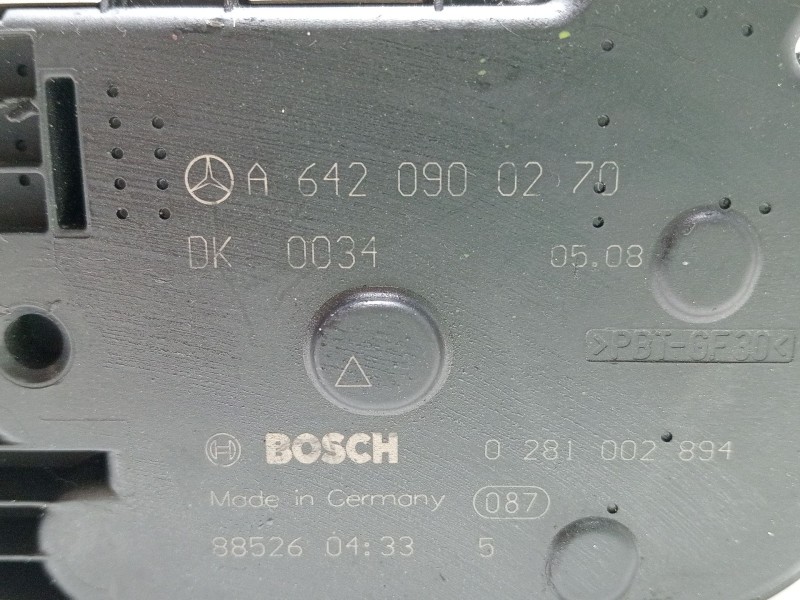 A 642 090 02 70
DK 0034 05.08
>PBT-GF30<
BOSCH 0 281 002 894
Made in Germany 087
88526 04:33 5